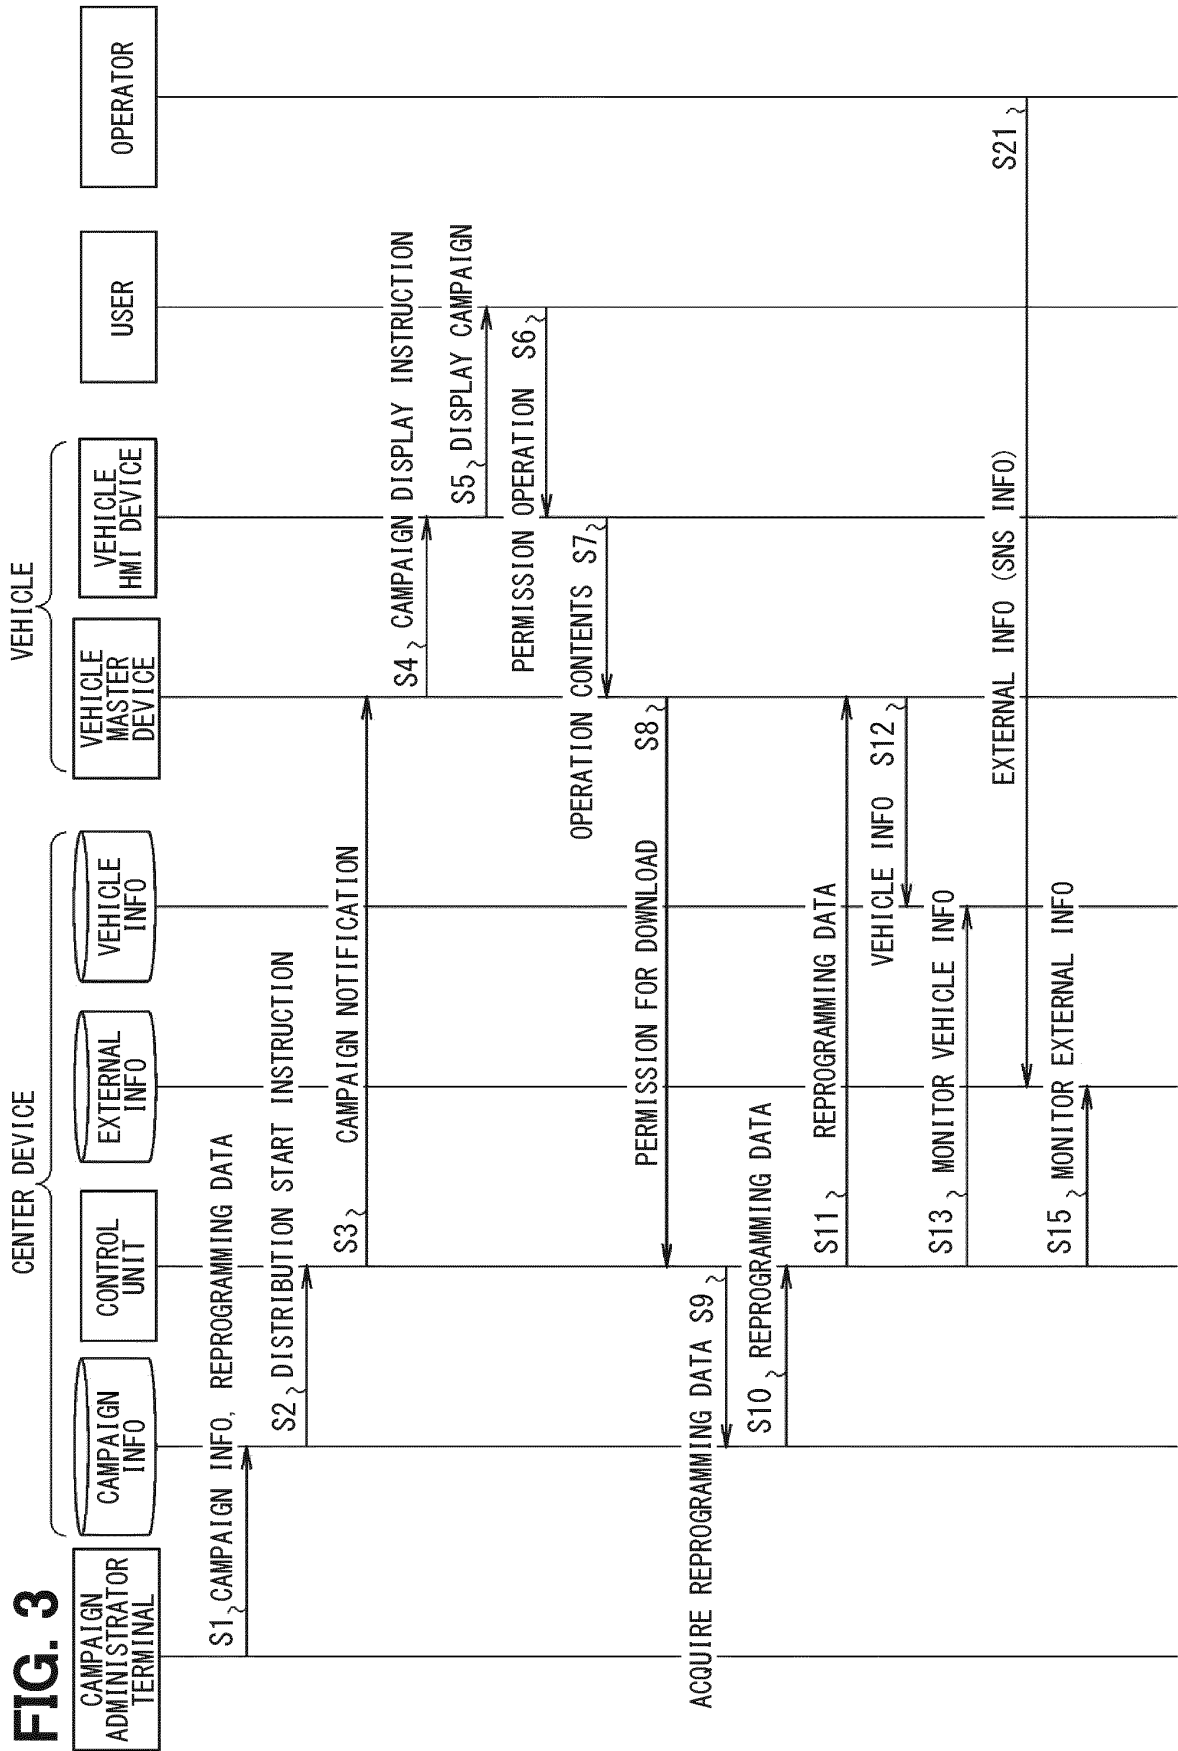 FIG. 3
CENTER DEVICE
VEHICLE
CAMPAIGN
ADMINISTRATOR
TERMINAL
CAMPAIGN
INFO
CONTROL
UNIT
EXTERNAL
INFO
VEHICLE
INFO
VEHICLE
MASTER
DEVICE
VEHICLE
HMI DEVICE
USER
OPERATOR
S1 CAMPAIGN INFO, REPROGRAMMING DATA
S2 DISTRIBUTION START INSTRUCTION
S3 CAMPAIGN NOTIFICATION
S4 CAMPAIGN DISPLAY INSTRUCTION
S5 DISPLAY CAMPAIGN
PERMISSION OPERATION S6
OPERATION CONTENTS S7
PERMISSION FOR DOWNLOAD S8
ACQUIRE REPROGRAMMING DATA S9
S10 REPROGRAMMING DATA
S11 REPROGRAMMING DATA
VEHICLE INFO S12
S13 MONITOR VEHICLE INFO
EXTERNAL INFO (SNS INFO) S21
S15 MONITOR EXTERNAL INFO